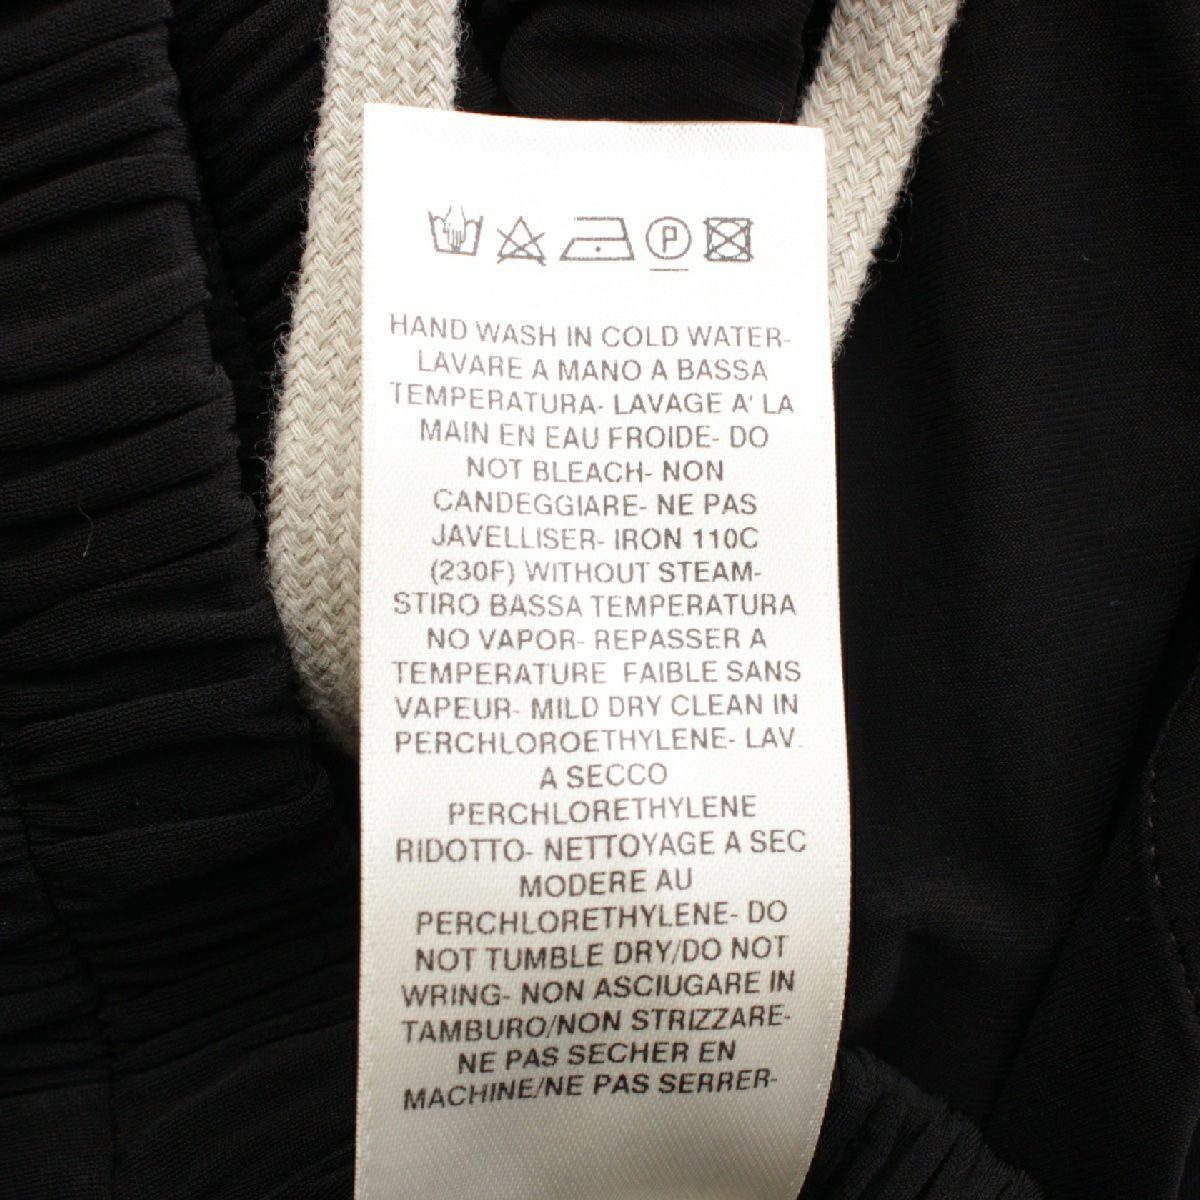 P
HAND WASH IN COLD WATER-
LAVARE A MANO A BASSA
TEMPERATURA- LAVAGE A' LA
MAIN EN EAU FROIDE- DO
NOT BLEACH- NON
CANDEGGIARE- NE PAS
JAVELLISER- IRON 110C
(230F) WITHOUT STEAM-
STIRO BASSA TEMPERATURA
NO VAPOR- REPASSER A
TEMPERATURE FAIBLE SANS
VAPEUR- MILD DRY CLEAN IN
PERCHLOROETHYLENE- LAV.
A SECCO
PERCHLORETHYLENE
RIDOTTO- NETTOYAGE A SEC
MODERE AU
PERCHLORETHYLENE- DO
NOT TUMBLE DRY/DO NOT
WRING- NON ASCIUGARE IN
TAMBURO/NON STRIZZARE-
NE PAS SECHER EN
MACHINE/NE PAS SERRER-